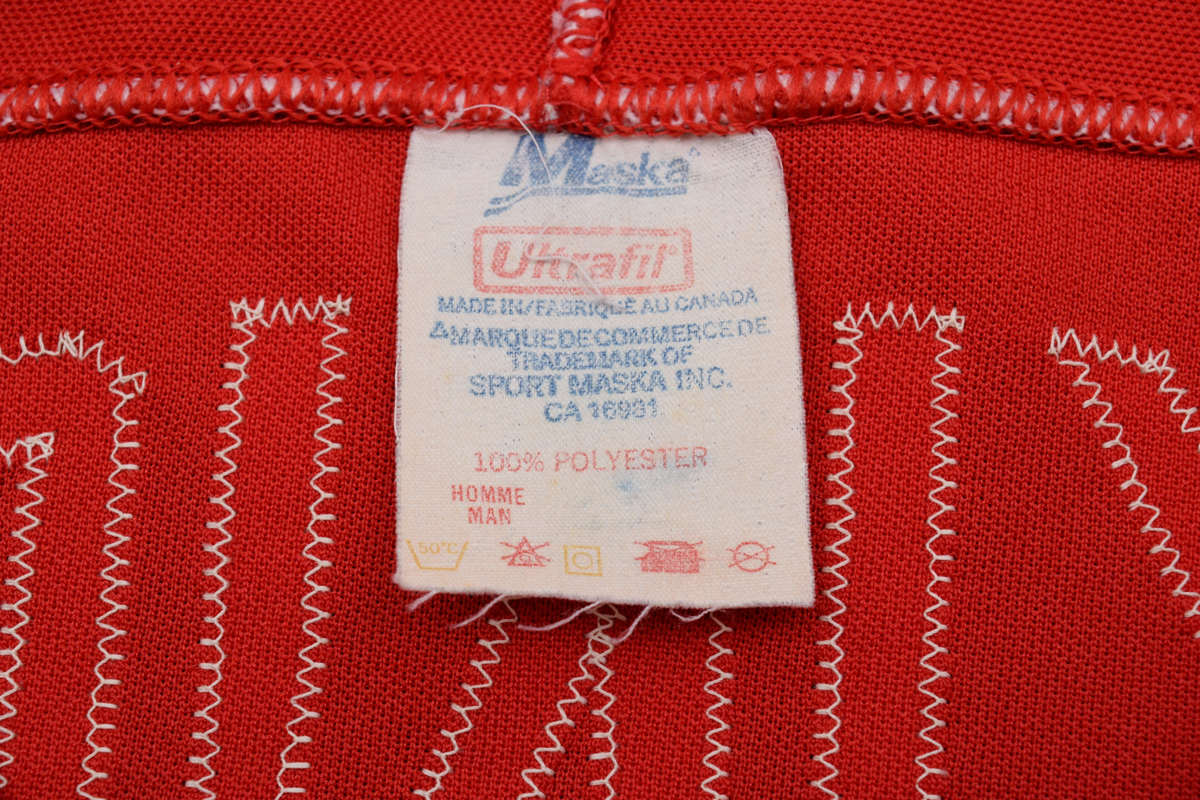 Maska△
Ultrafil®
MADE IN/FABRIQUÉ AU CANADA
△MARQUE DE COMMERCE DE
TRADEMARK OF
SPORT MASKA INC.
CA 16981
100% POLYESTER
HOMME
MAN
50°C